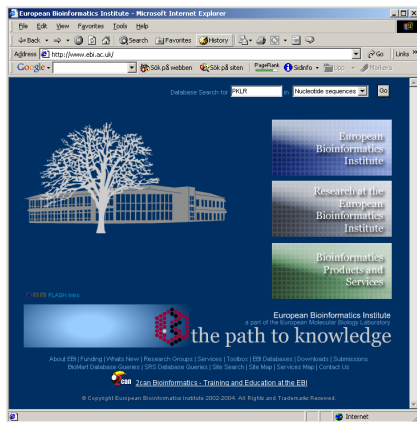 European Bioinformatics Institute - Microsoft Internet Explorer
File Edit View Favorites Tools Help
Back Search Favorites History
Address http://www.ebi.ac.uk/ Go Links »
Google Sök på webben Sök på siten PageRank Sidinfo Upp Markera
Database Search for PKLR in Nucleotide sequences Go
European
Bioinformatics
Institute
Research at the
European
Bioinformatics
Institute
Bioinformatics
Products and
Services
FLASH Intro
European Bioinformatics Institute
a part of the European Molecular Biology Laboratory
the path to knowledge
About EBI | Funding | Whats New | Research Groups | Services | Toolbox | EBI Databases | Downloads | Submissions
BioMart Database Queries | SRS Database Queries | Site Search | Site Map | Services Map | Contact Us
2can 2can Bioinformatics - Training and Education at the EBI
© Copyright European Bioinformatics Institute 2002-2004. All Rights and Trademarks Reserved.
Internet